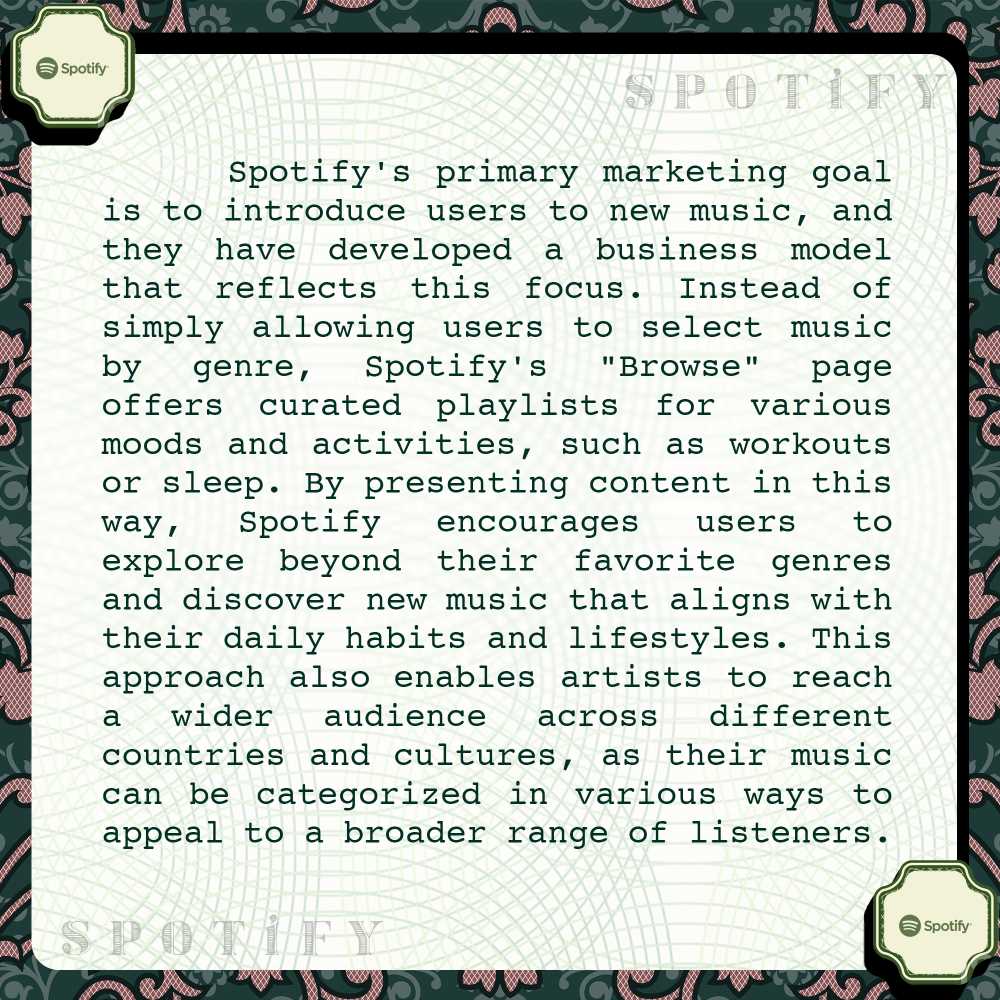 Spotify
SPOTiFY
Spotify's primary marketing goal
is to introduce users to new music, and
they have developed a business model
that reflects this focus. Instead of
simply allowing users to select music
by genre, Spotify's "Browse" page
offers curated playlists for various
moods and activities, such as workouts
or sleep. By presenting content in this
way, Spotify encourages users to
explore beyond their favorite genres
and discover new music that aligns with
their daily habits and lifestyles. This
approach also enables artists to reach
a wider audience across different
countries and cultures, as their music
can be categorized in various ways to
appeal to a broader range of listeners.
SPOTiFY
Spotify